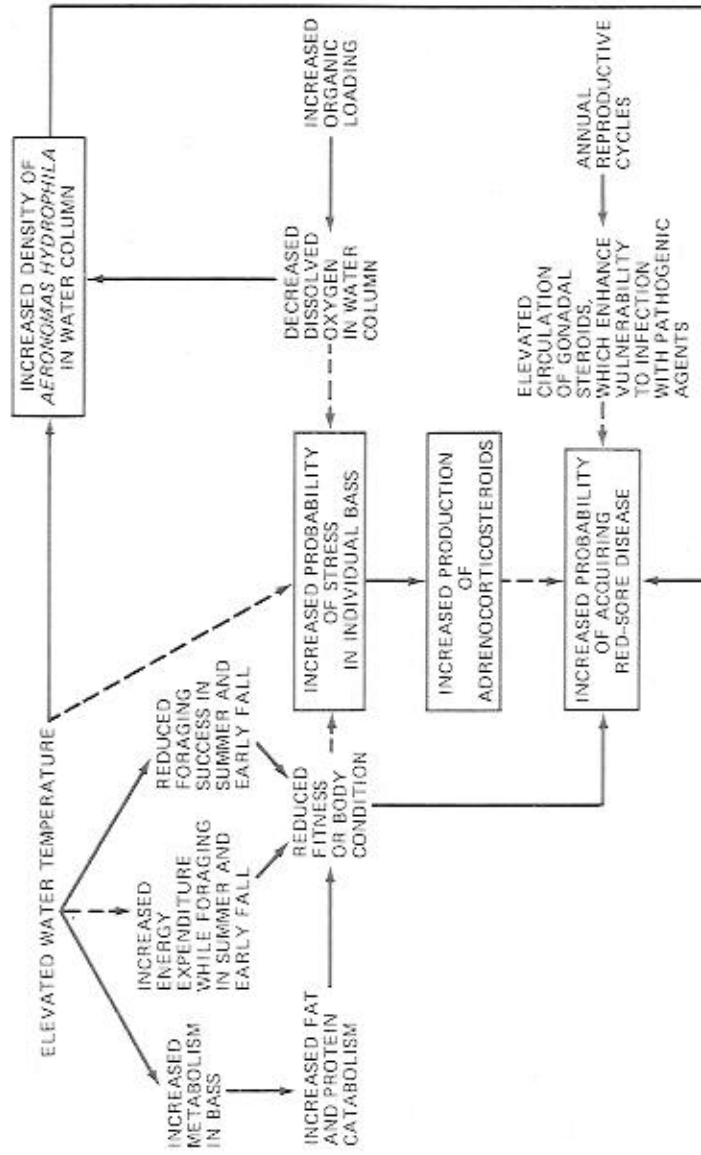 ELEVATED WATER TEMPERATURE
INCREASED DENSITY OF
AERONOMAS HYDROPHILA
IN WATER COLUMN
INCREASED
METABOLISM
IN BASS
INCREASED
ENERGY
EXPENDITURE
WHILE FORAGING
IN SUMMER AND
EARLY FALL
REDUCED
FORAGING
SUCCESS IN
SUMMER AND
EARLY FALL
INCREASED FAT
AND PROTEIN
CATABOLISM
REDUCED
FITNESS
OR BODY
CONDITION
INCREASED PROBABILITY
OF STRESS
IN INDIVIDUAL BASS
DECREASED
DISSOLVED
OXYGEN
IN WATER
COLUMN
INCREASED
ORGANIC
LOADING
INCREASED PRODUCTION
OF
ADRENOCORTICOSTEROIDS
INCREASED PROBABILITY
OF ACQUIRING
RED-SORE DISEASE
ELEVATED
CIRCULATION
OF GONADAL
STEROIDS,
WHICH ENHANCE
VULNERABILITY
TO INFECTION
WITH PATHOGENIC
AGENTS
ANNUAL
REPRODUCTIVE
CYCLES